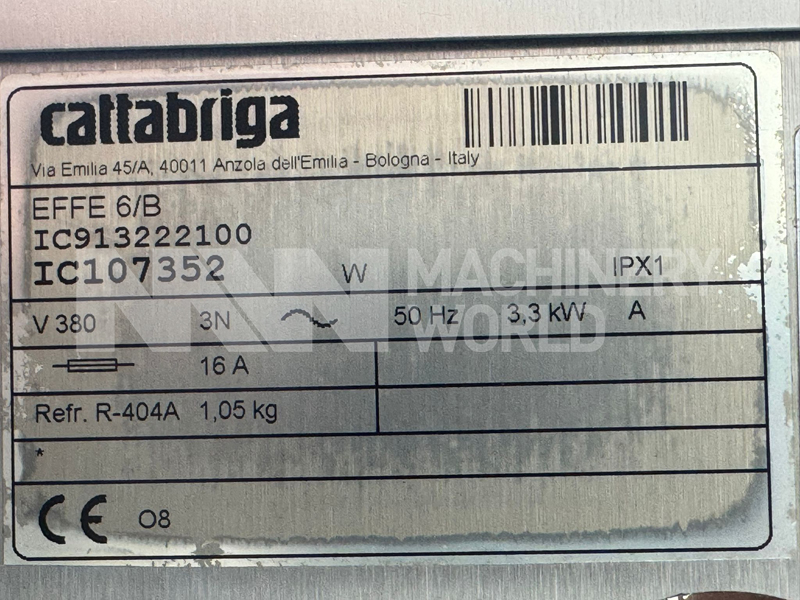 cattabriga
Via Emilia 45/A, 40011 Anzola dell'Emilia - Bologna - Italy
EFFE 6/B
IC913222100
IC107352 W IPX1
MACHINERY
WORLD
V 380 3N 50 Hz 3,3 kW A
16 A
Refr. R-404A 1,05 kg
*
CE 08